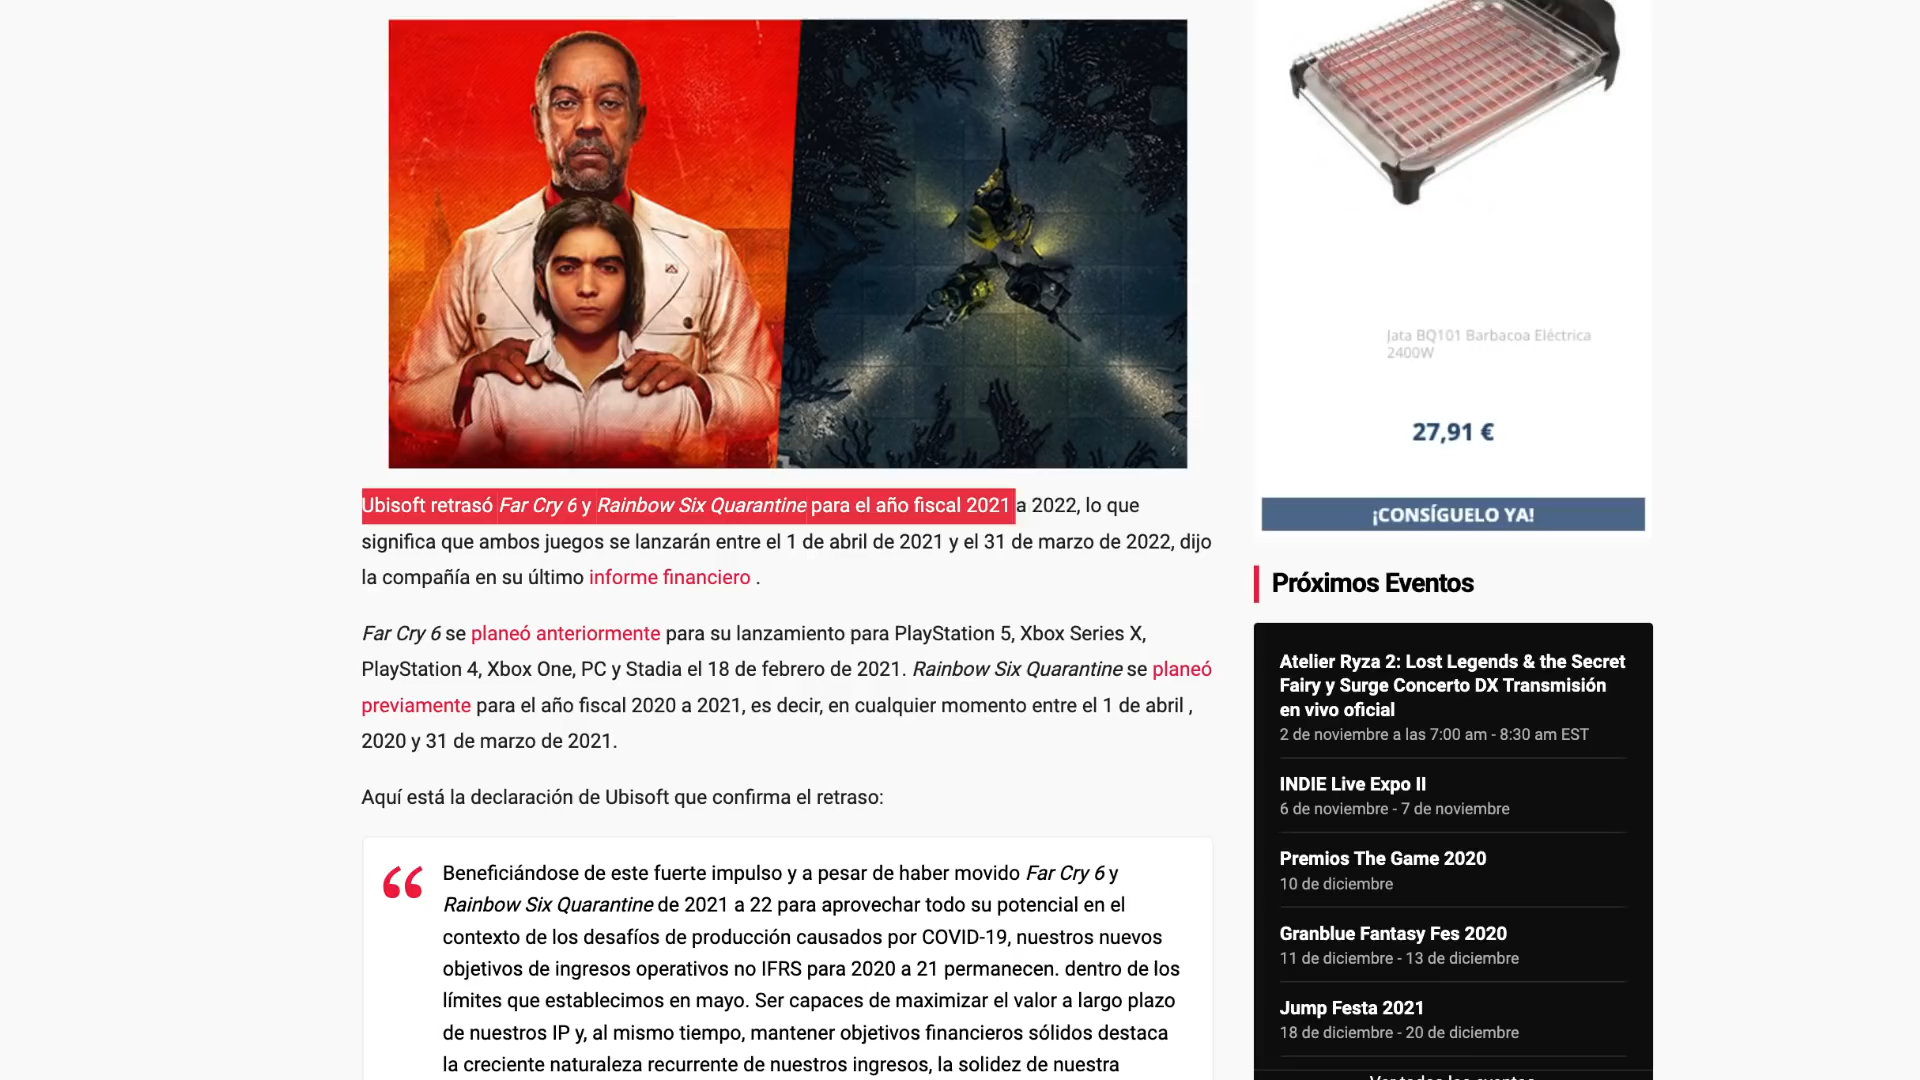 Ubisoft retrasó Far Cry 6 y Rainbow Six Quarantine para el año fiscal 2021 a 2022, lo que
significa que ambos juegos se lanzarán entre el 1 de abril de 2021 y el 31 de marzo de 2022, dijo
la compañía en su último informe financiero .
Far Cry 6 se planeó anteriormente para su lanzamiento para PlayStation 5, Xbox Series X,
PlayStation 4, Xbox One, PC y Stadia el 18 de febrero de 2021. Rainbow Six Quarantine se planeó
previamente para el año fiscal 2020 a 2021, es decir, en cualquier momento entre el 1 de abril ,
2020 y 31 de marzo de 2021.
Aquí está la declaración de Ubisoft que confirma el retraso:
“ Beneficiándose de este fuerte impulso y a pesar de haber movido Far Cry 6 y
Rainbow Six Quarantine de 2021 a 22 para aprovechar todo su potencial en el
contexto de los desafíos de producción causados por COVID-19, nuestros nuevos
objetivos de ingresos operativos no IFRS para 2020 a 21 permanecen. dentro de los
límites que establecimos en mayo. Ser capaces de maximizar el valor a largo plazo
de nuestros IP y, al mismo tiempo, mantener objetivos financieros sólidos destaca
la creciente naturaleza recurrente de nuestros ingresos, la solidez de nuestra
Jata BQ101 Barbacoa Eléctrica
2400W
27,91 €
¡CONSÍGUELO YA!
Próximos Eventos
Atelier Ryza 2: Lost Legends & the Secret
Fairy y Surge Concerto DX Transmisión
en vivo oficial
2 de noviembre a las 7:00 am - 8:30 am EST
INDIE Live Expo II
6 de noviembre - 7 de noviembre
Premios The Game 2020
10 de diciembre
Granblue Fantasy Fes 2020
11 de diciembre - 13 de diciembre
Jump Festa 2021
18 de diciembre - 20 de diciembre
Ver todos los eventos